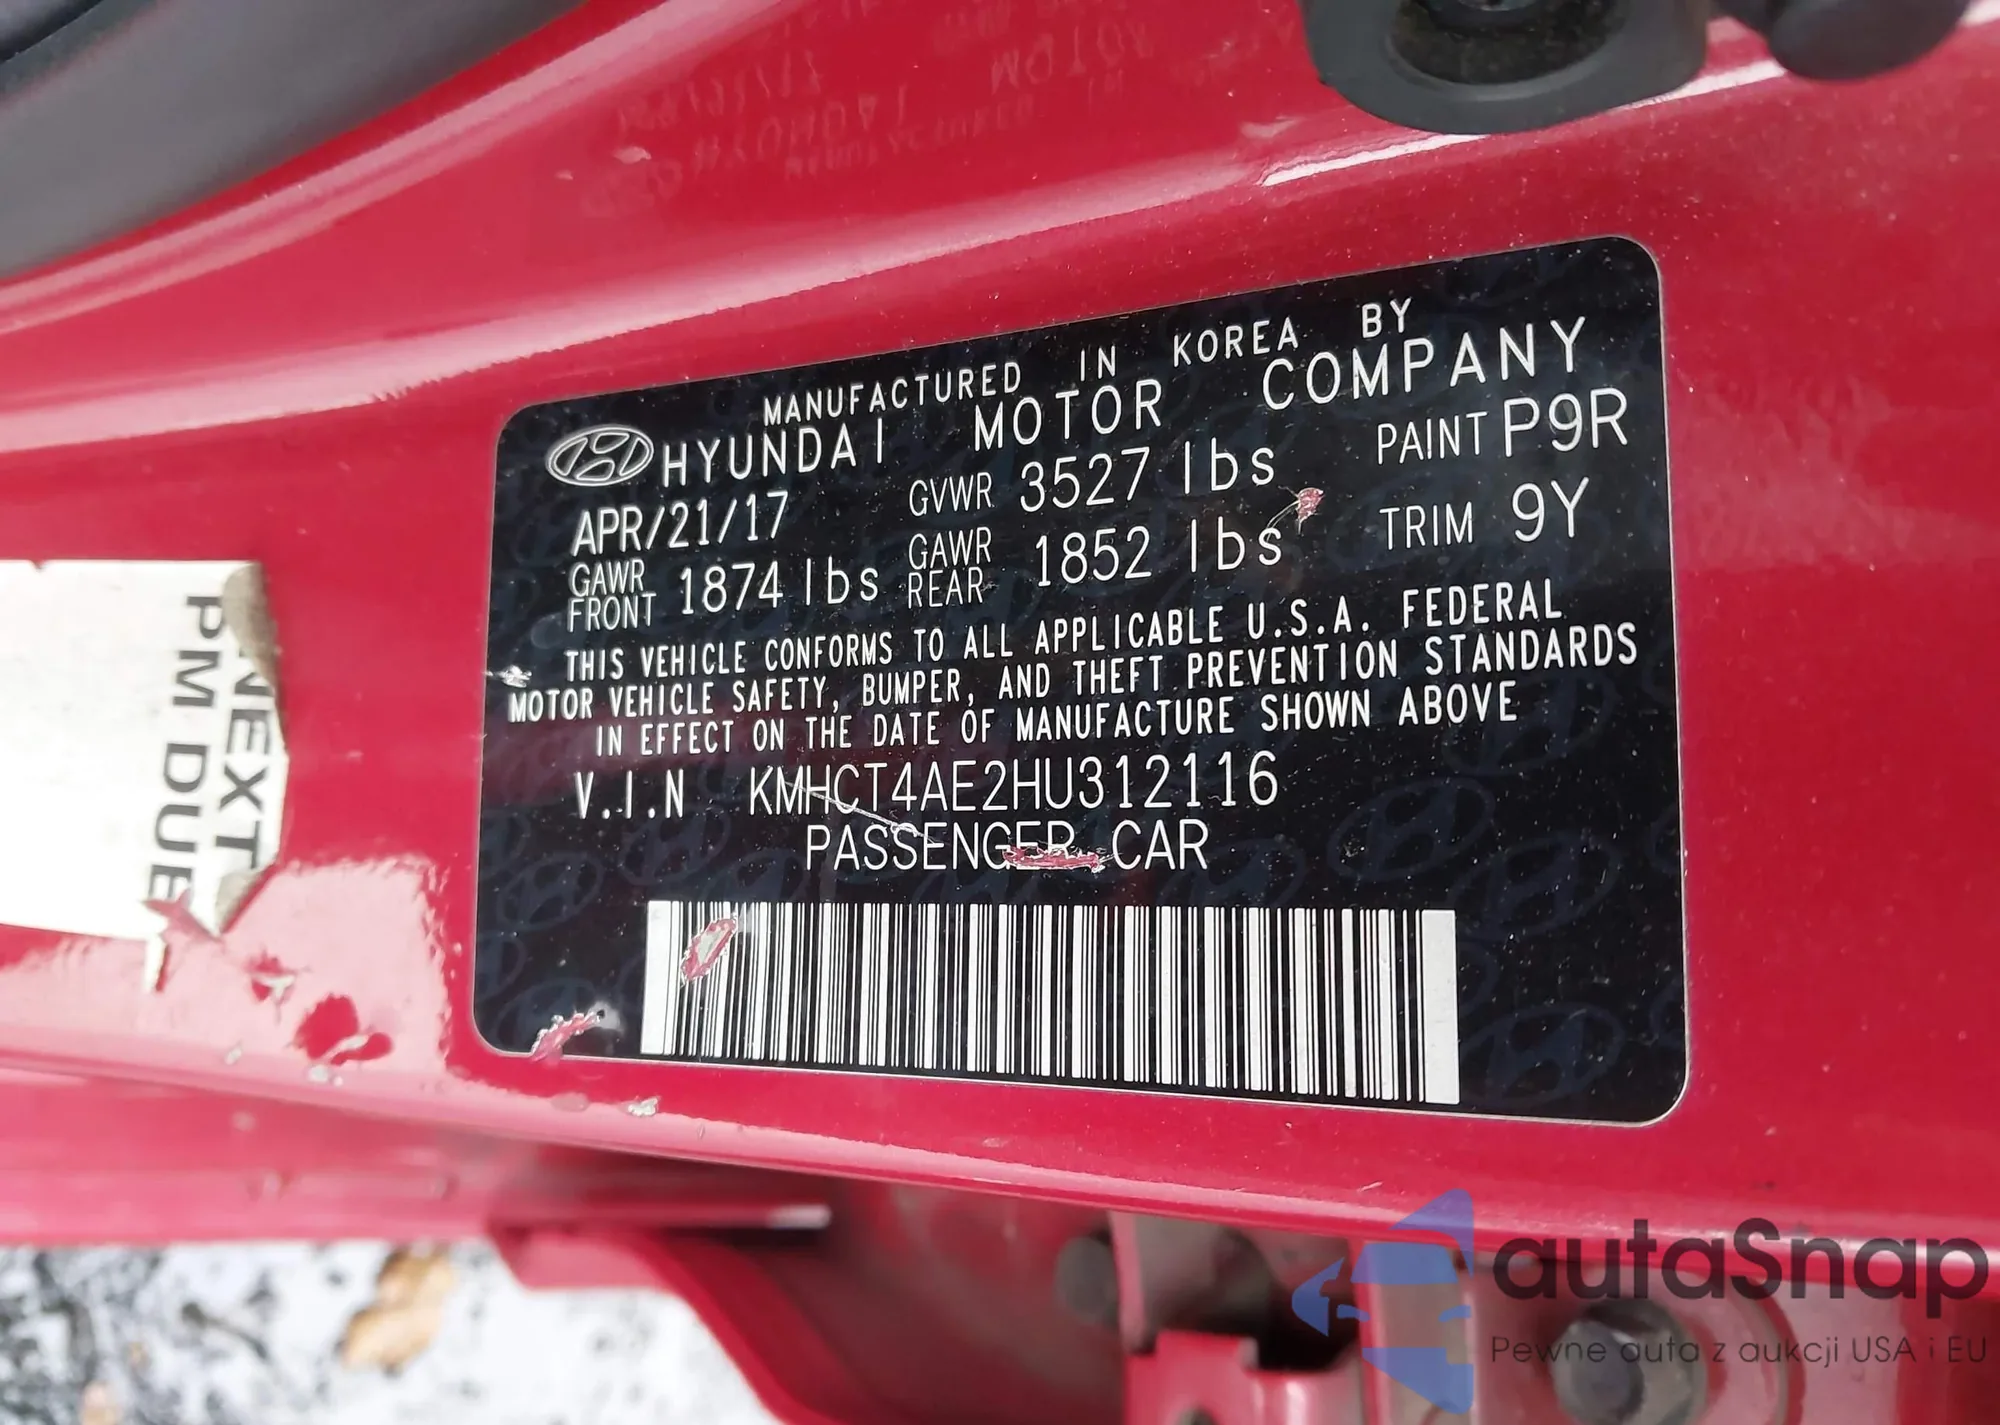 MANUFACTURED IN KOREA BY
HYUNDAI MOTOR COMPANY
APR/21/17 GVWR 3527 lbs PAINT P9R
GAWR FRONT 1874 lbs GAWR REAR 1852 lbs TRIM 9Y
THIS VEHICLE CONFORMS TO ALL APPLICABLE U.S.A. FEDERAL
MOTOR VEHICLE SAFETY, BUMPER, AND THEFT PREVENTION STANDARDS
IN EFFECT ON THE DATE OF MANUFACTURE SHOWN ABOVE
V.I.N KMHCT4AE2HU312116
PASSENGER CAR
NEXT
PM DUE
autaSnap
Pewne auta z aukcji USA i EU